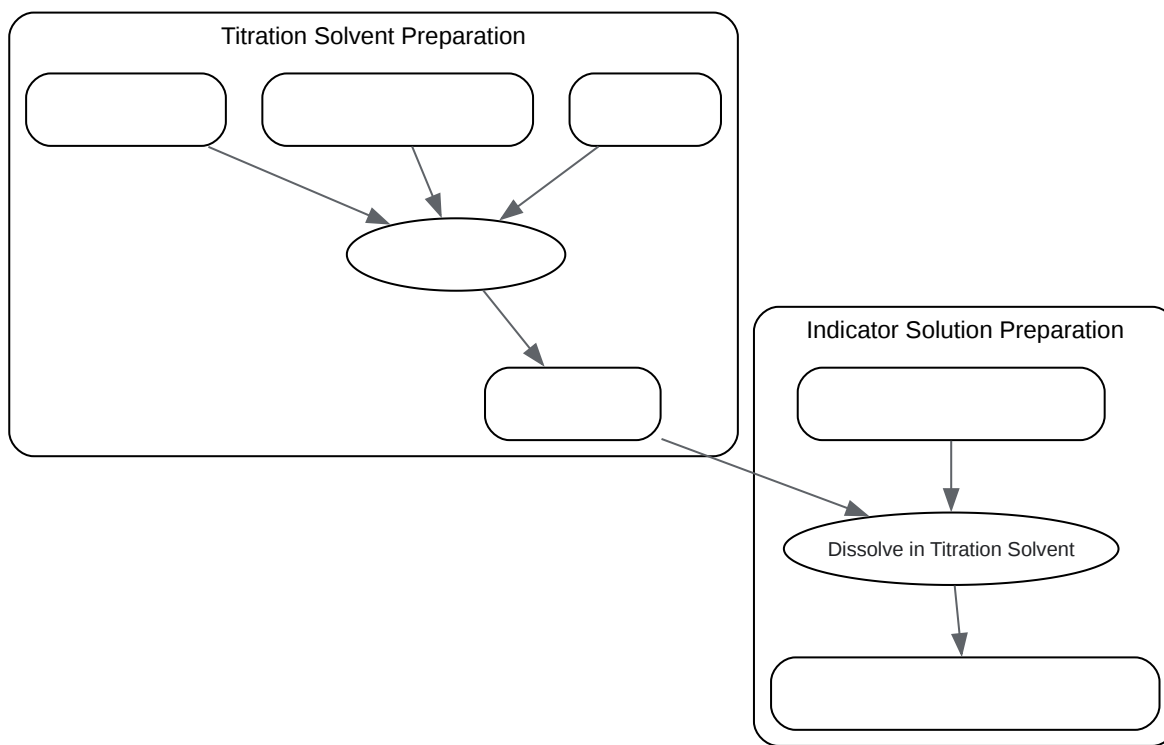 Titration Solvent Preparation
Indicator Solution Preparation
Dissolve in Titration Solvent